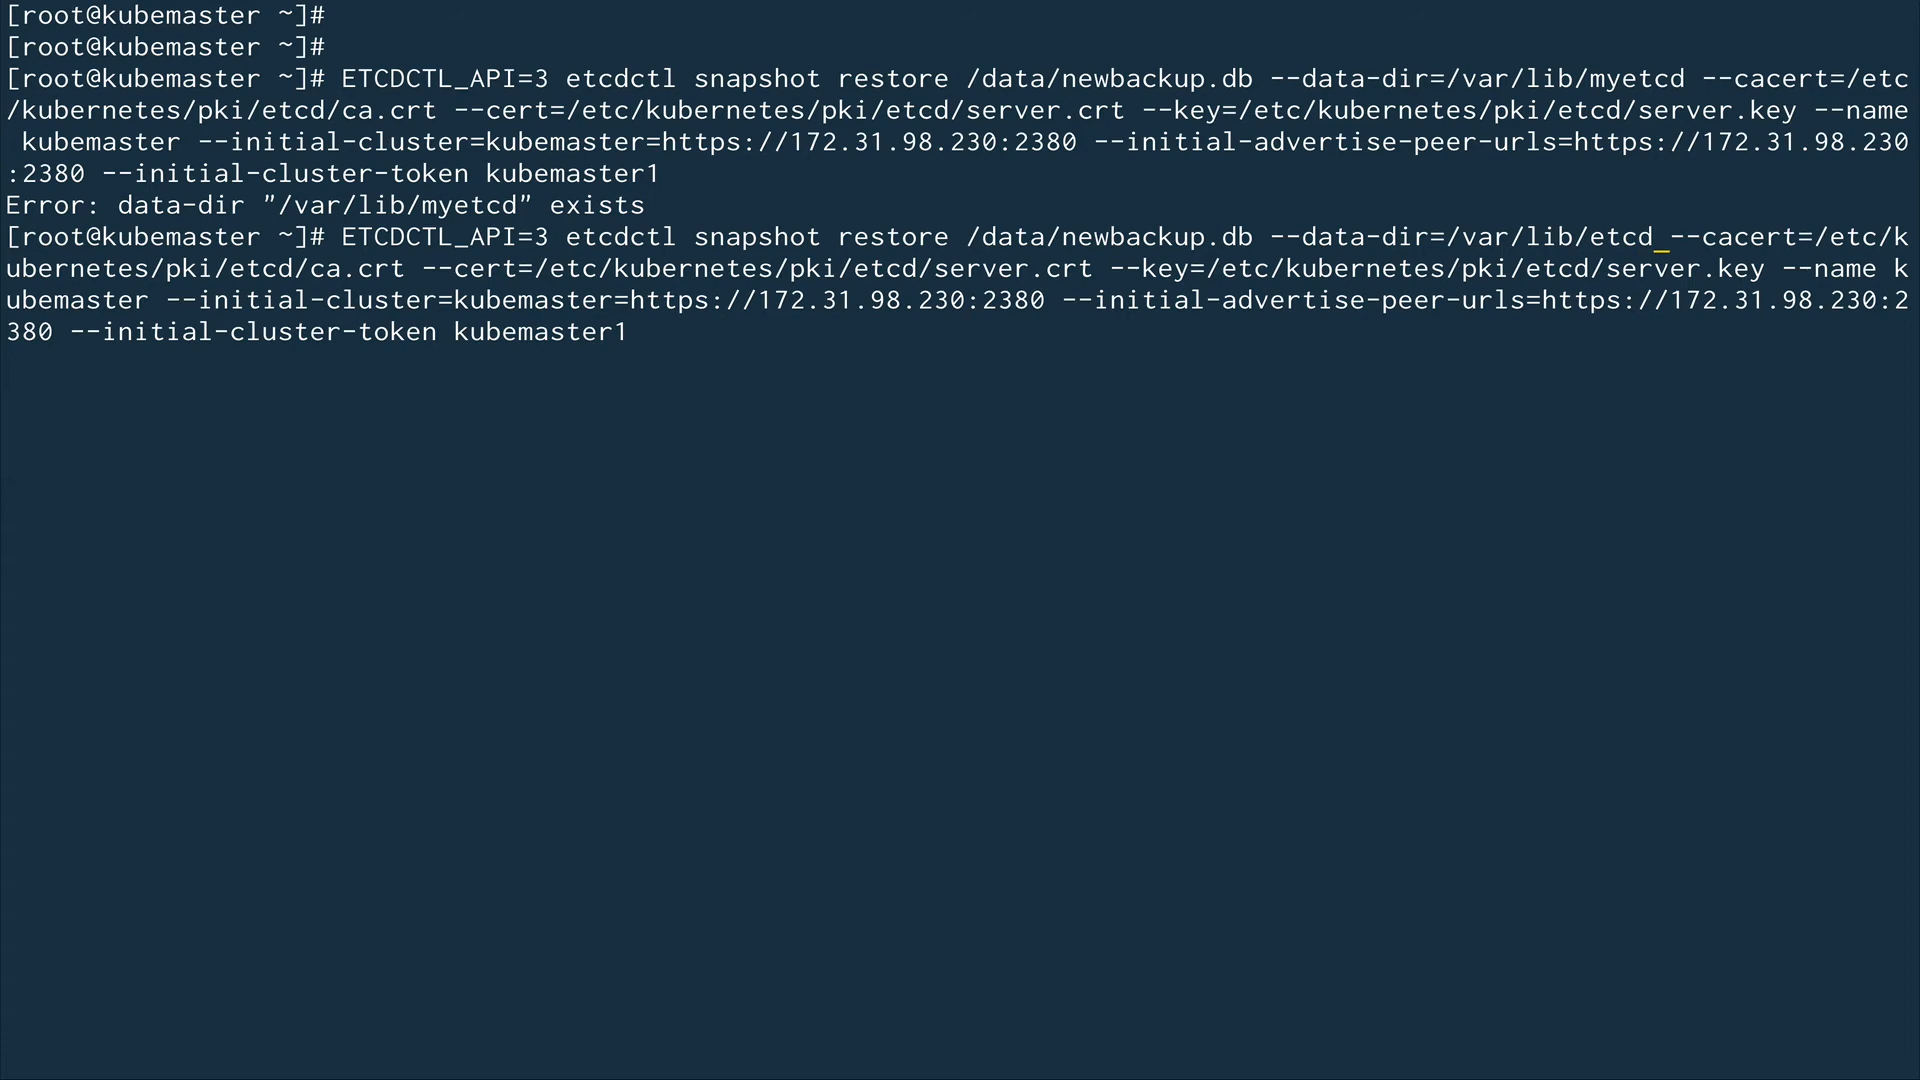 [root@kubemaster ~]#
[root@kubemaster ~]#
[root@kubemaster ~]# ETCDCTL_API=3 etcdctl snapshot restore /data/newbackup.db --data-dir=/var/lib/myetcd --cacert=/etc
/kubernetes/pki/etcd/ca.crt --cert=/etc/kubernetes/pki/etcd/server.crt --key=/etc/kubernetes/pki/etcd/server.key --name
 kubemaster --initial-cluster=kubemaster=https://172.31.98.230:2380 --initial-advertise-peer-urls=https://172.31.98.230
:2380 --initial-cluster-token kubemaster1
Error: data-dir "/var/lib/myetcd" exists
[root@kubemaster ~]# ETCDCTL_API=3 etcdctl snapshot restore /data/newbackup.db --data-dir=/var/lib/etcd --cacert=/etc/k
ubernetes/pki/etcd/ca.crt --cert=/etc/kubernetes/pki/etcd/server.crt --key=/etc/kubernetes/pki/etcd/server.key --name k
ubemaster --initial-cluster=kubemaster=https://172.31.98.230:2380 --initial-advertise-peer-urls=https://172.31.98.230:2
380 --initial-cluster-token kubemaster1